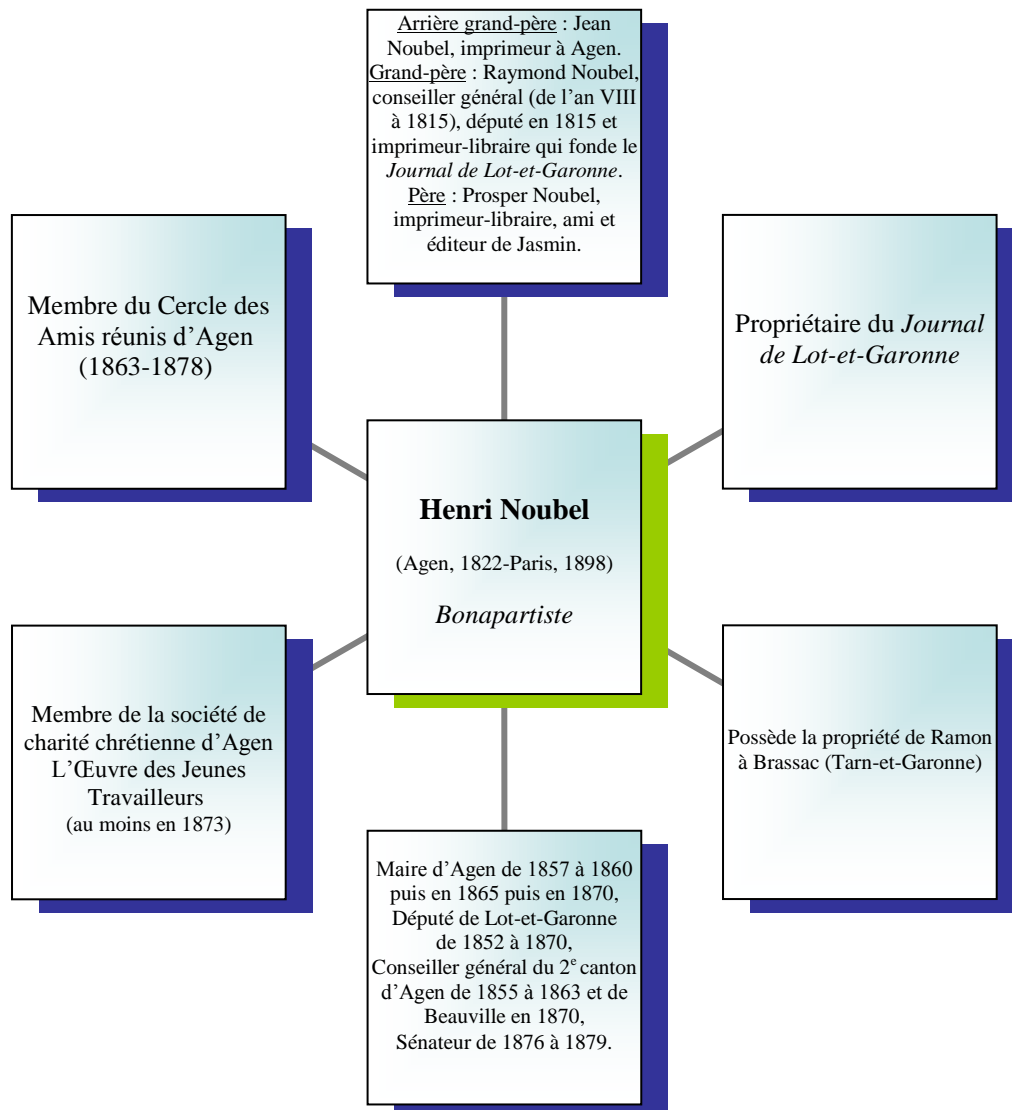 Arrière grand-père : Jean
Noubel, imprimeur à Agen.
Grand-père : Raymond Noubel,
conseiller général (de l’an VIII
à 1815), député en 1815 et
imprimeur-libraire qui fonde le
Journal de Lot-et-Garonne.
Père : Prosper Noubel,
imprimeur-libraire, ami et
éditeur de Jasmin.
Membre du Cercle des
Amis réunis d’Agen
(1863-1878)
Propriétaire du Journal
de Lot-et-Garonne
Henri Noubel
(Agen, 1822-Paris, 1898)
Bonapartiste
Membre de la société de
charité chrétienne d’Agen
L’Œuvre des Jeunes
Travailleurs
(au moins en 1873)
Possède la propriété de Ramon
à Brassac (Tarn-et-Garonne)
Maire d’Agen de 1857 à 1860
puis en 1865 puis en 1870,
Député de Lot-et-Garonne
de 1852 à 1870,
Conseiller général du 2e canton
d’Agen de 1855 à 1863 et de
Beauville en 1870,
Sénateur de 1876 à 1879.